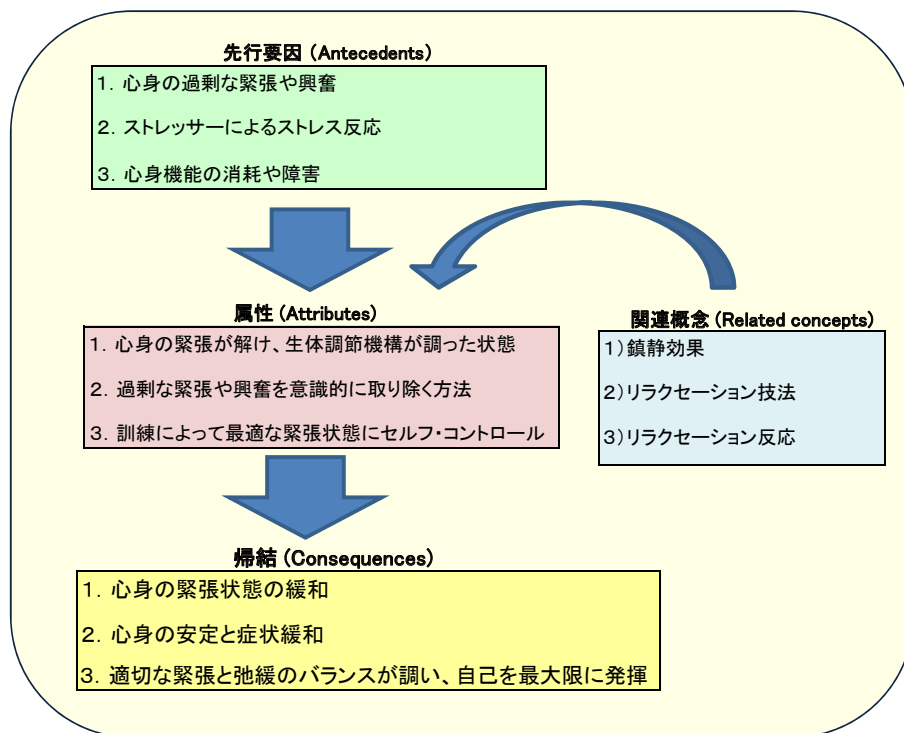 先行要因 (Antecedents)
1. 心身の過剰な緊張や興奮
2. ストレッサーによるストレス反応
3. 心身機能の消耗や障害
属性 (Attributes)
1. 心身の緊張が解け、生体調節機構が調った状態
2. 過剰な緊張や興奮を意識的に取り除く方法
3. 訓練によって最適な緊張状態にセルフ・コントロール
関連概念 (Related concepts)
1)鎮静効果
2)リラクセーション技法
3)リラクセーション反応
帰結 (Consequences)
1. 心身の緊張状態の緩和
2. 心身の安定と症状緩和
3. 適切な緊張と弛緩のバランスが調い、自己を最大限に発揮